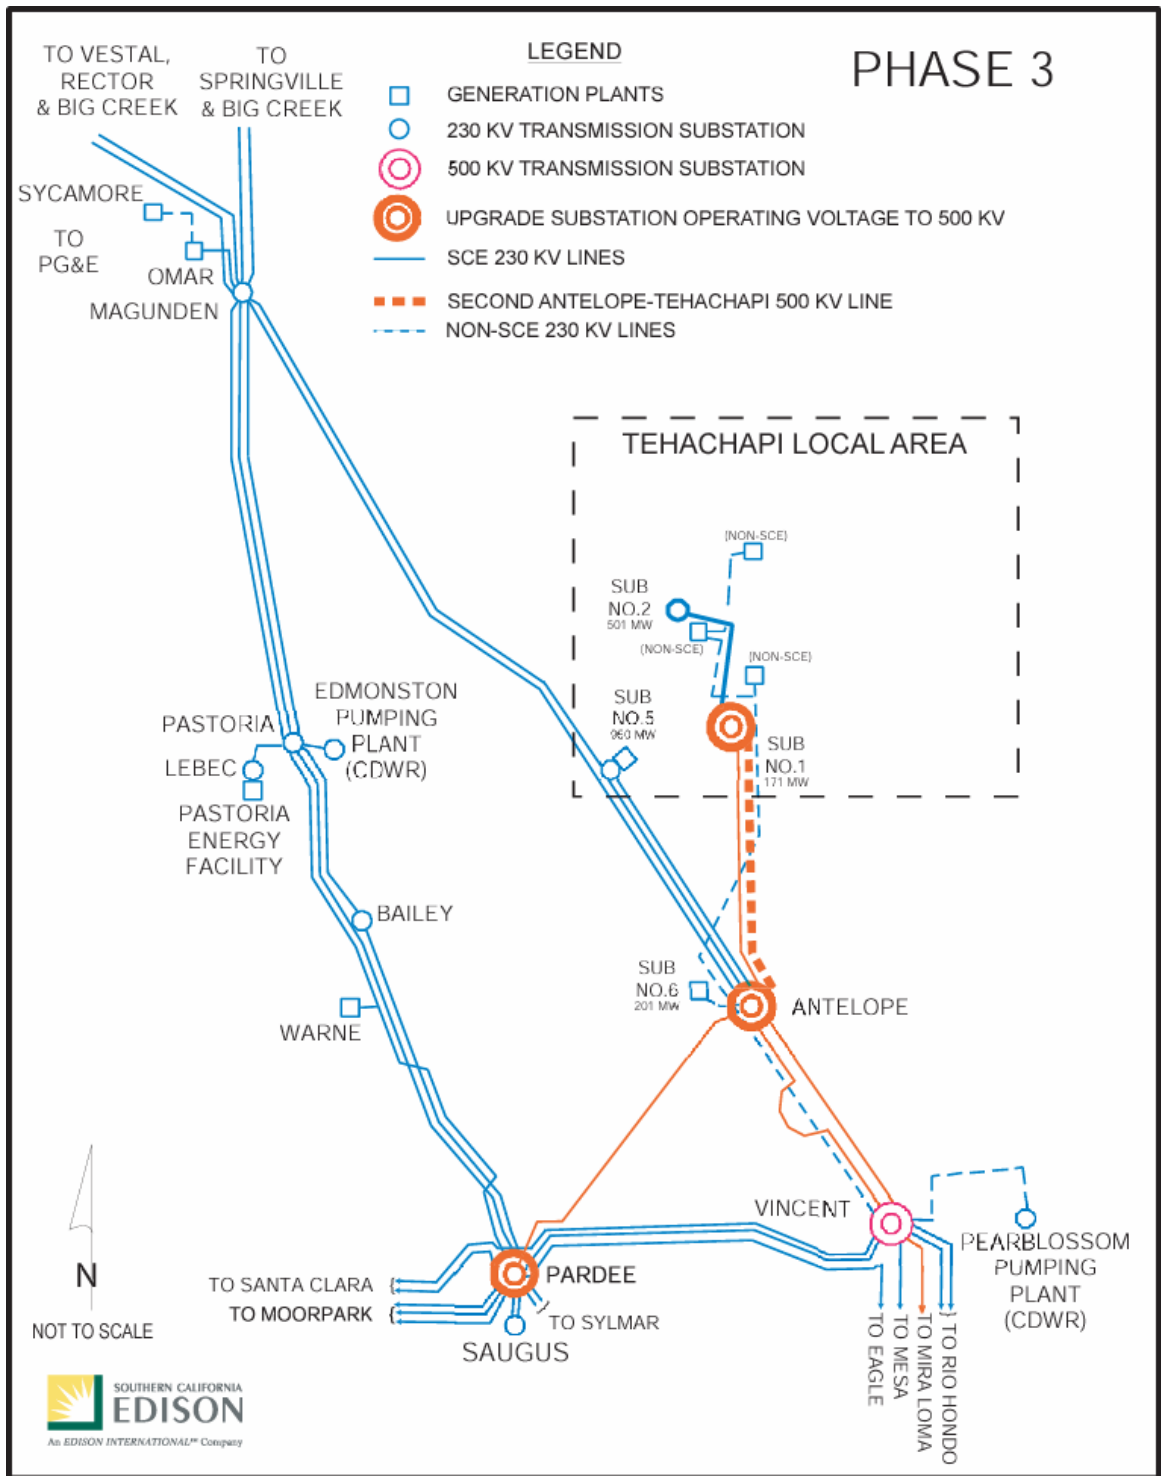 TO VESTAL,
RECTOR
& BIG CREEK
TO
SPRINGVILLE
& BIG CREEK
LEGEND
GENERATION PLANTS
230 KV TRANSMISSION SUBSTATION
500 KV TRANSMISSION SUBSTATION
UPGRADE SUBSTATION OPERATING VOLTAGE TO 500 KV
SCE 230 KV LINES
SECOND ANTELOPE-TEHACHAPI 500 KV LINE
NON-SCE 230 KV LINES
PHASE 3
SYCAMORE
TO
PG&E
OMAR
MAGUNDEN
TEHACHAPI LOCAL AREA
(NON-SCE)
SUB
NO.2
501 MW
(NON-SCE)
(NON-SCE)
SUB
NO.5
960 MW
SUB
NO.1
171 MW
EDMONSTON
PUMPING
PLANT
(CDWR)
PASTORIA
LEBEC
PASTORIA
ENERGY
FACILITY
BAILEY
WARNE
SUB
NO.6
201 MW
ANTELOPE
VINCENT
PEARBLOSSOM
PUMPING
PLANT
(CDWR)
PARDEE
TO SANTA CLARA
TO MOORPARK
TO SYLMAR
SAUGUS
TO EAGLE
TO MESA
TO MIRA LOMA
TO RIO HONDO
N
NOT TO SCALE
SOUTHERN CALIFORNIA
EDISON
An EDISON INTERNATIONAL℠ Company